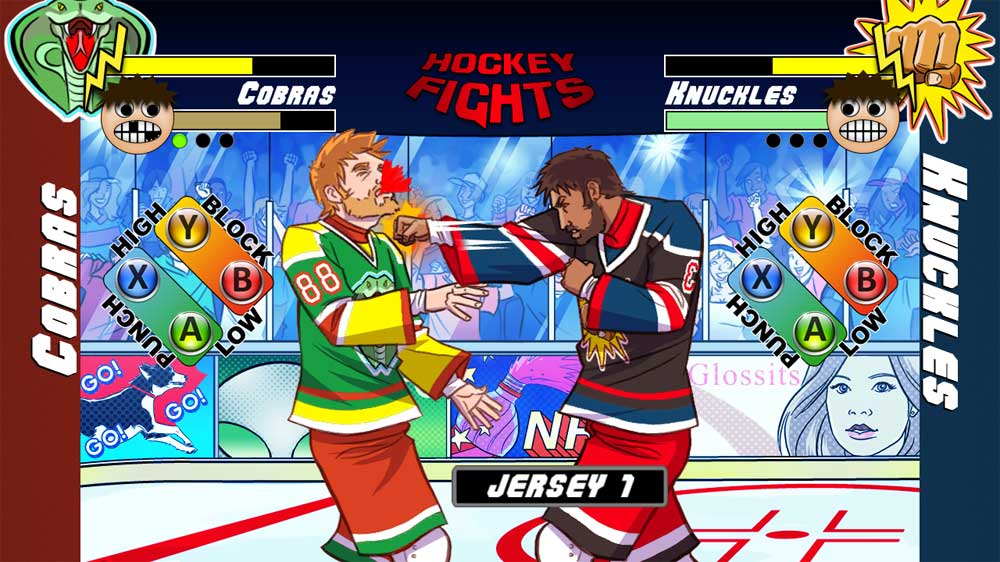 HOCKEY
FIGHTS
COBRAS
KNUCKLES
COBRAS
KNUCKLES
HIGH
BLOCK
Y
X
B
A
PUNCH
LOW
HIGH
BLOCK
Y
X
B
A
PUNCH
LOW
88
GO!
GO!
GO!
Glossits
JERSEY 1